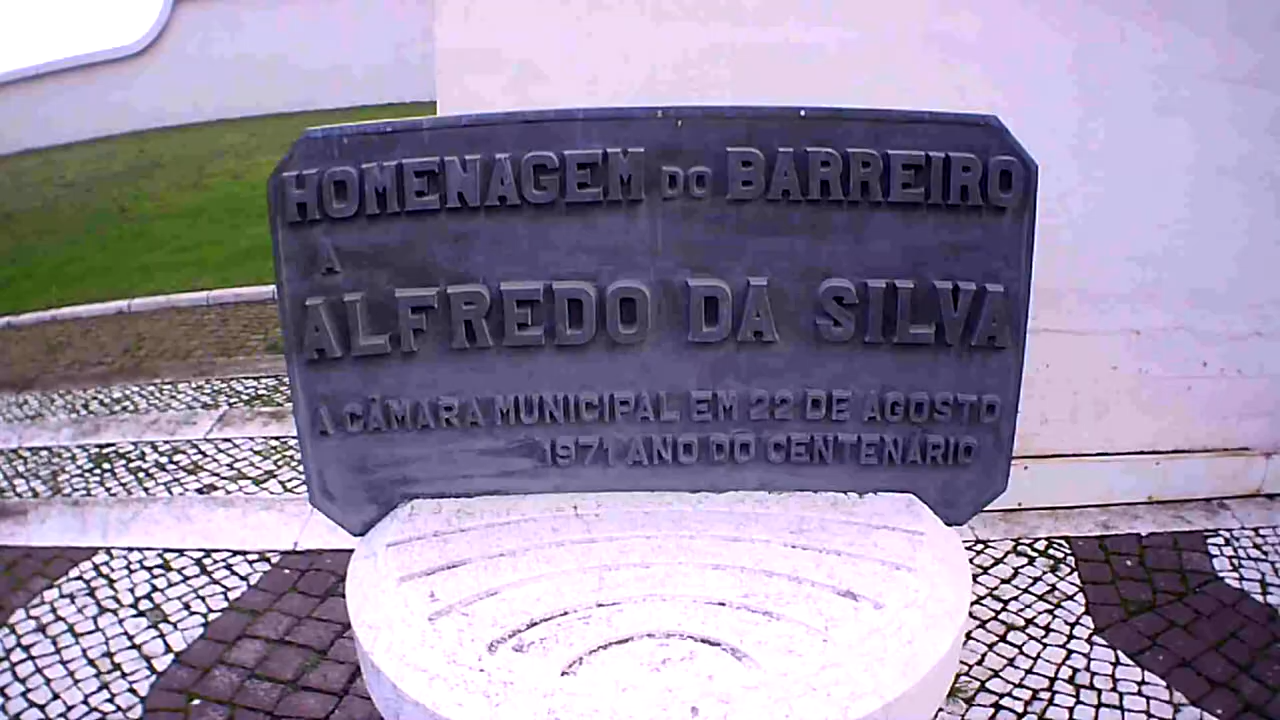 HOMENAGEM DO BARREIRO
A
ALFREDO DA SILVA
A CÂMARA MUNICIPAL EM 22 DE AGOSTO
1971 ANO DO CENTENÁRIO